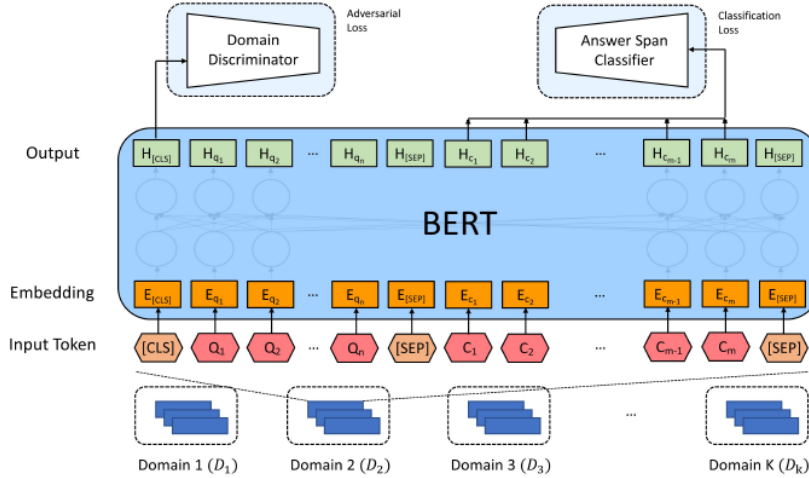 Domain
Discriminator
Adversarial
Loss
Answer Span
Classifier
Classification
Loss
Output
H[CLS] Hq1 Hq2 ... Hqn H[SEP] Hc1 Hc2 ... Hcm-1 Hcm H[SEP]
BERT
Embedding
E[CLS] Eq1 Eq2 ... Eqn E[SEP] Ec1 Ec2 ... Ecm-1 Ecm E[SEP]
Input Token
[CLS] Q1 Q2 ... Qn [SEP] C1 C2 ... Cm-1 Cm [SEP]
...
Domain 1 (D1) Domain 2 (D2) Domain 3 (D3) Domain K (Dk)